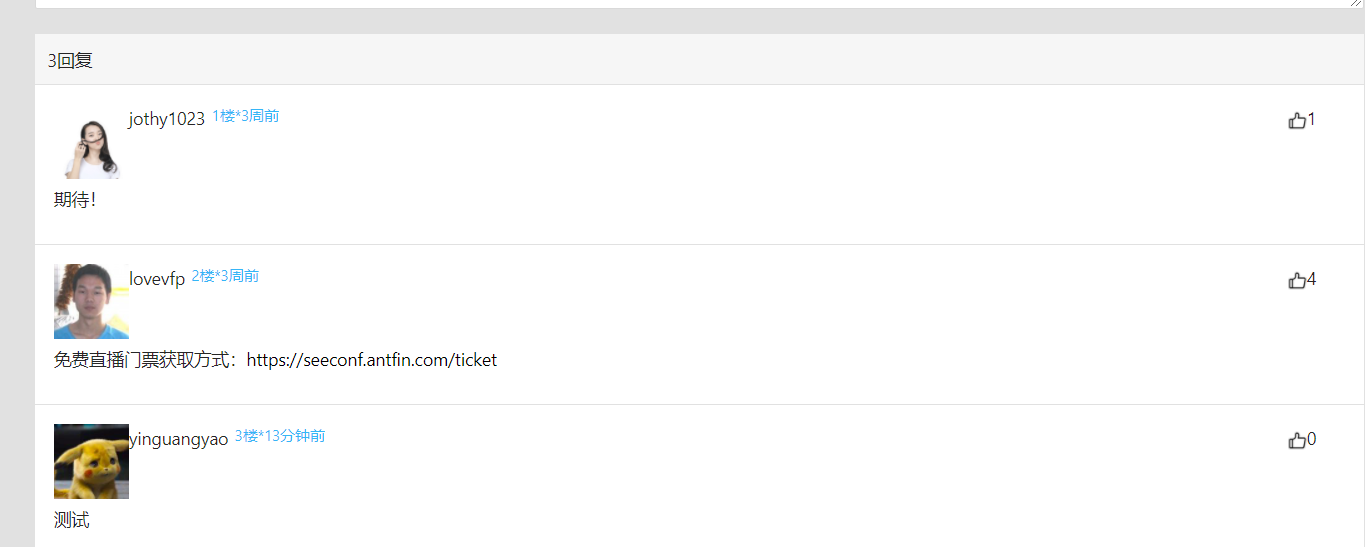 3回复
jothy1023 1楼*3周前
1
期待！
lovevfp 2楼*3周前
4
免费直播门票获取方式：https://seeconf.antfin.com/ticket
yinguangyao 3楼*13分钟前
0
测试